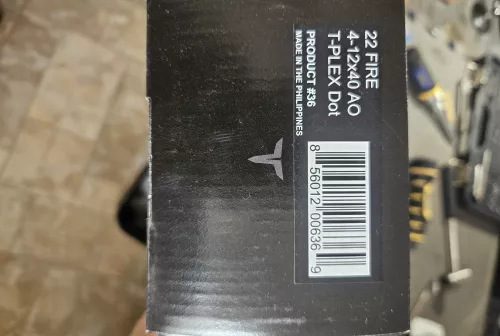 22 FIRE
4-12x40 AO
T-PLEX Dot
PRODUCT #36
MADE IN THE PHILIPPINES
8 56012 00636 9